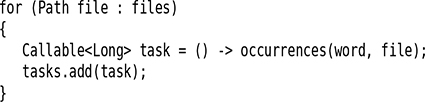 for (Path file : files)
{
   Callable<Long> task = () -> occurrences(word, file);
   tasks.add(task);
}